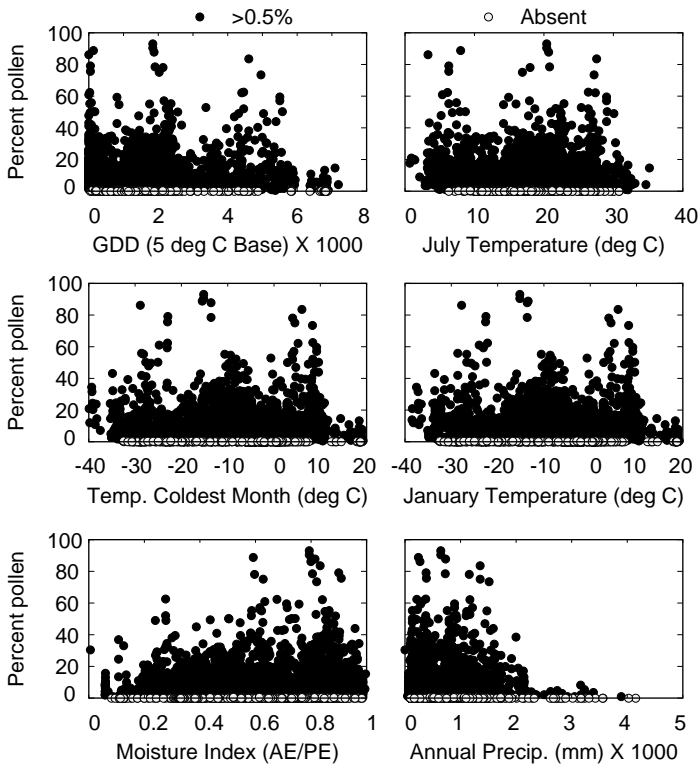 >0.5% Absent
100
80
60
40
20
0
Percent pollen
0 2 4 6 8
GDD (5 deg C Base) X 1000
0 10 20 30 40
July Temperature (deg C)
100
80
60
40
20
0
Percent pollen
-40 -30 -20 -10 0 10 20
Temp. Coldest Month (deg C)
-40 -30 -20 -10 0 10 20
January Temperature (deg C)
100
80
60
40
20
0
Percent pollen
0 0.2 0.4 0.6 0.8 1
Moisture Index (AE/PE)
0 1 2 3 4 5
Annual Precip. (mm) X 1000